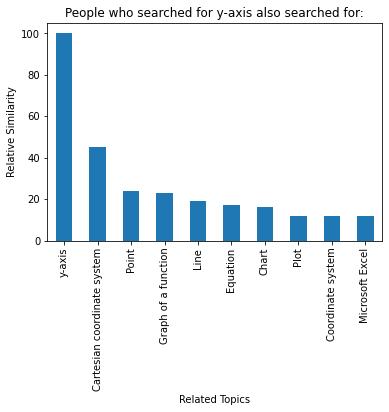 People who searched for y-axis also searched for:
100
80
60
40
20
0
Relative Similarity
y-axis
Cartesian coordinate system
Point
Graph of a function
Line
Equation
Chart
Plot
Coordinate system
Microsoft Excel
Related Topics